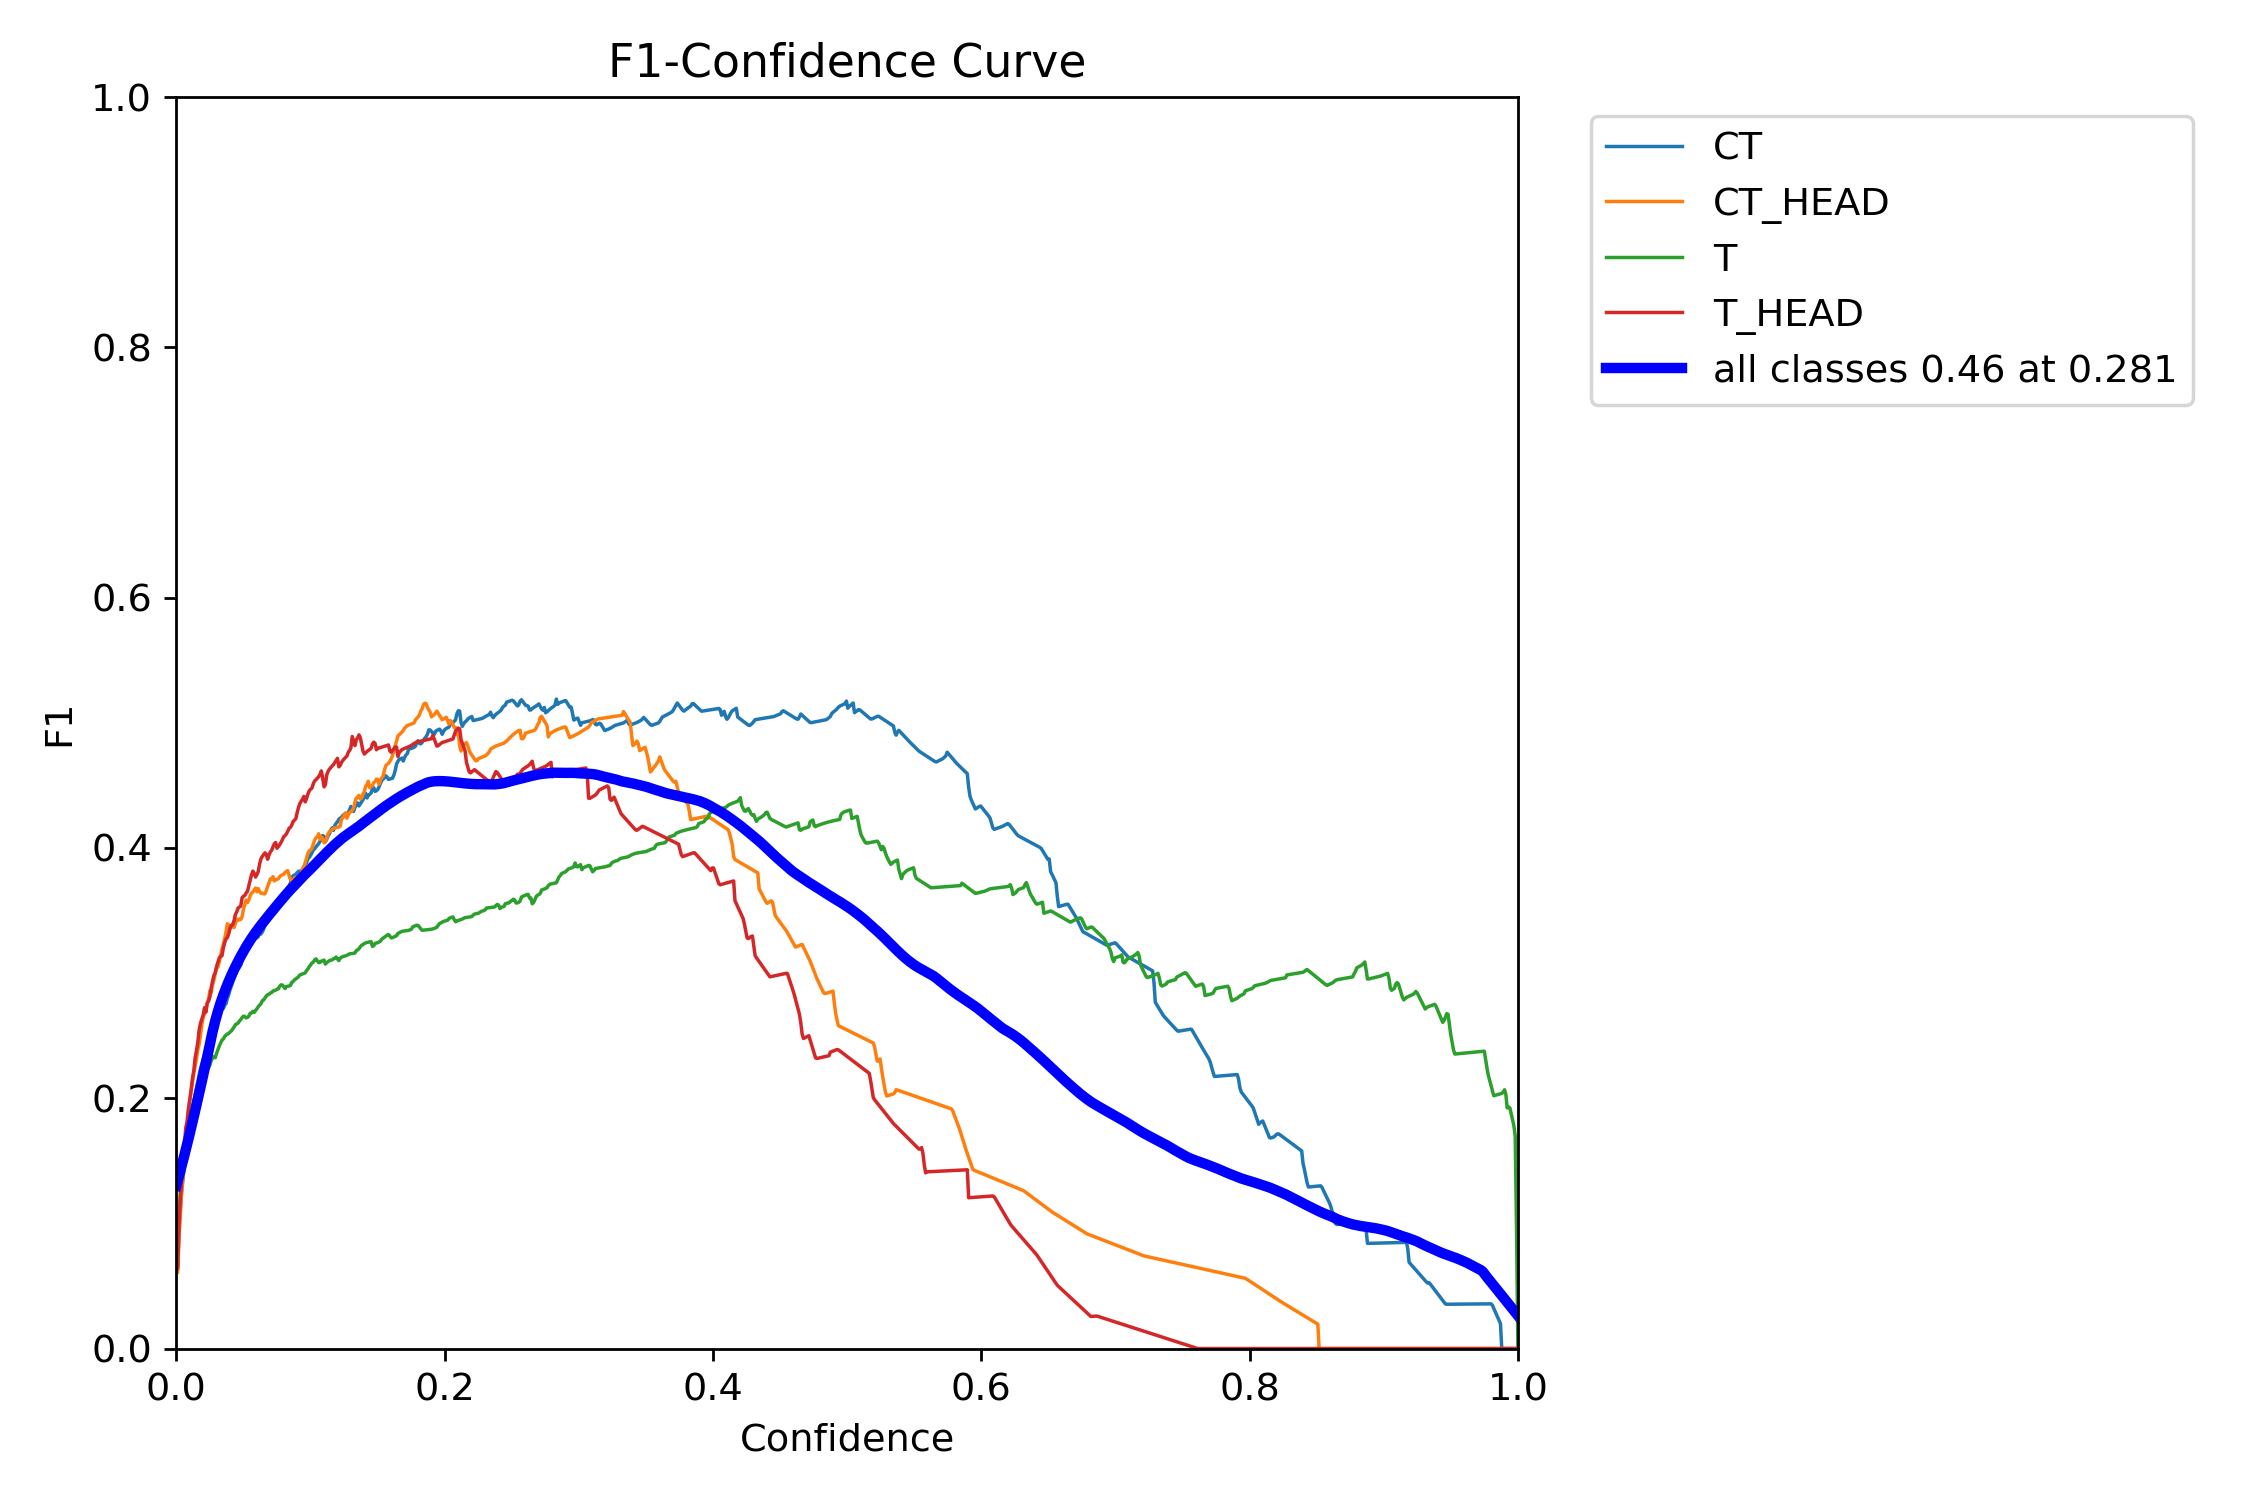 F1-Confidence Curve
1.0
0.8
0.6
0.4
0.2
0.0
F1
0.0 0.2 0.4 0.6 0.8 1.0
Confidence
CT
CT_HEAD
T
T_HEAD
all classes 0.46 at 0.281